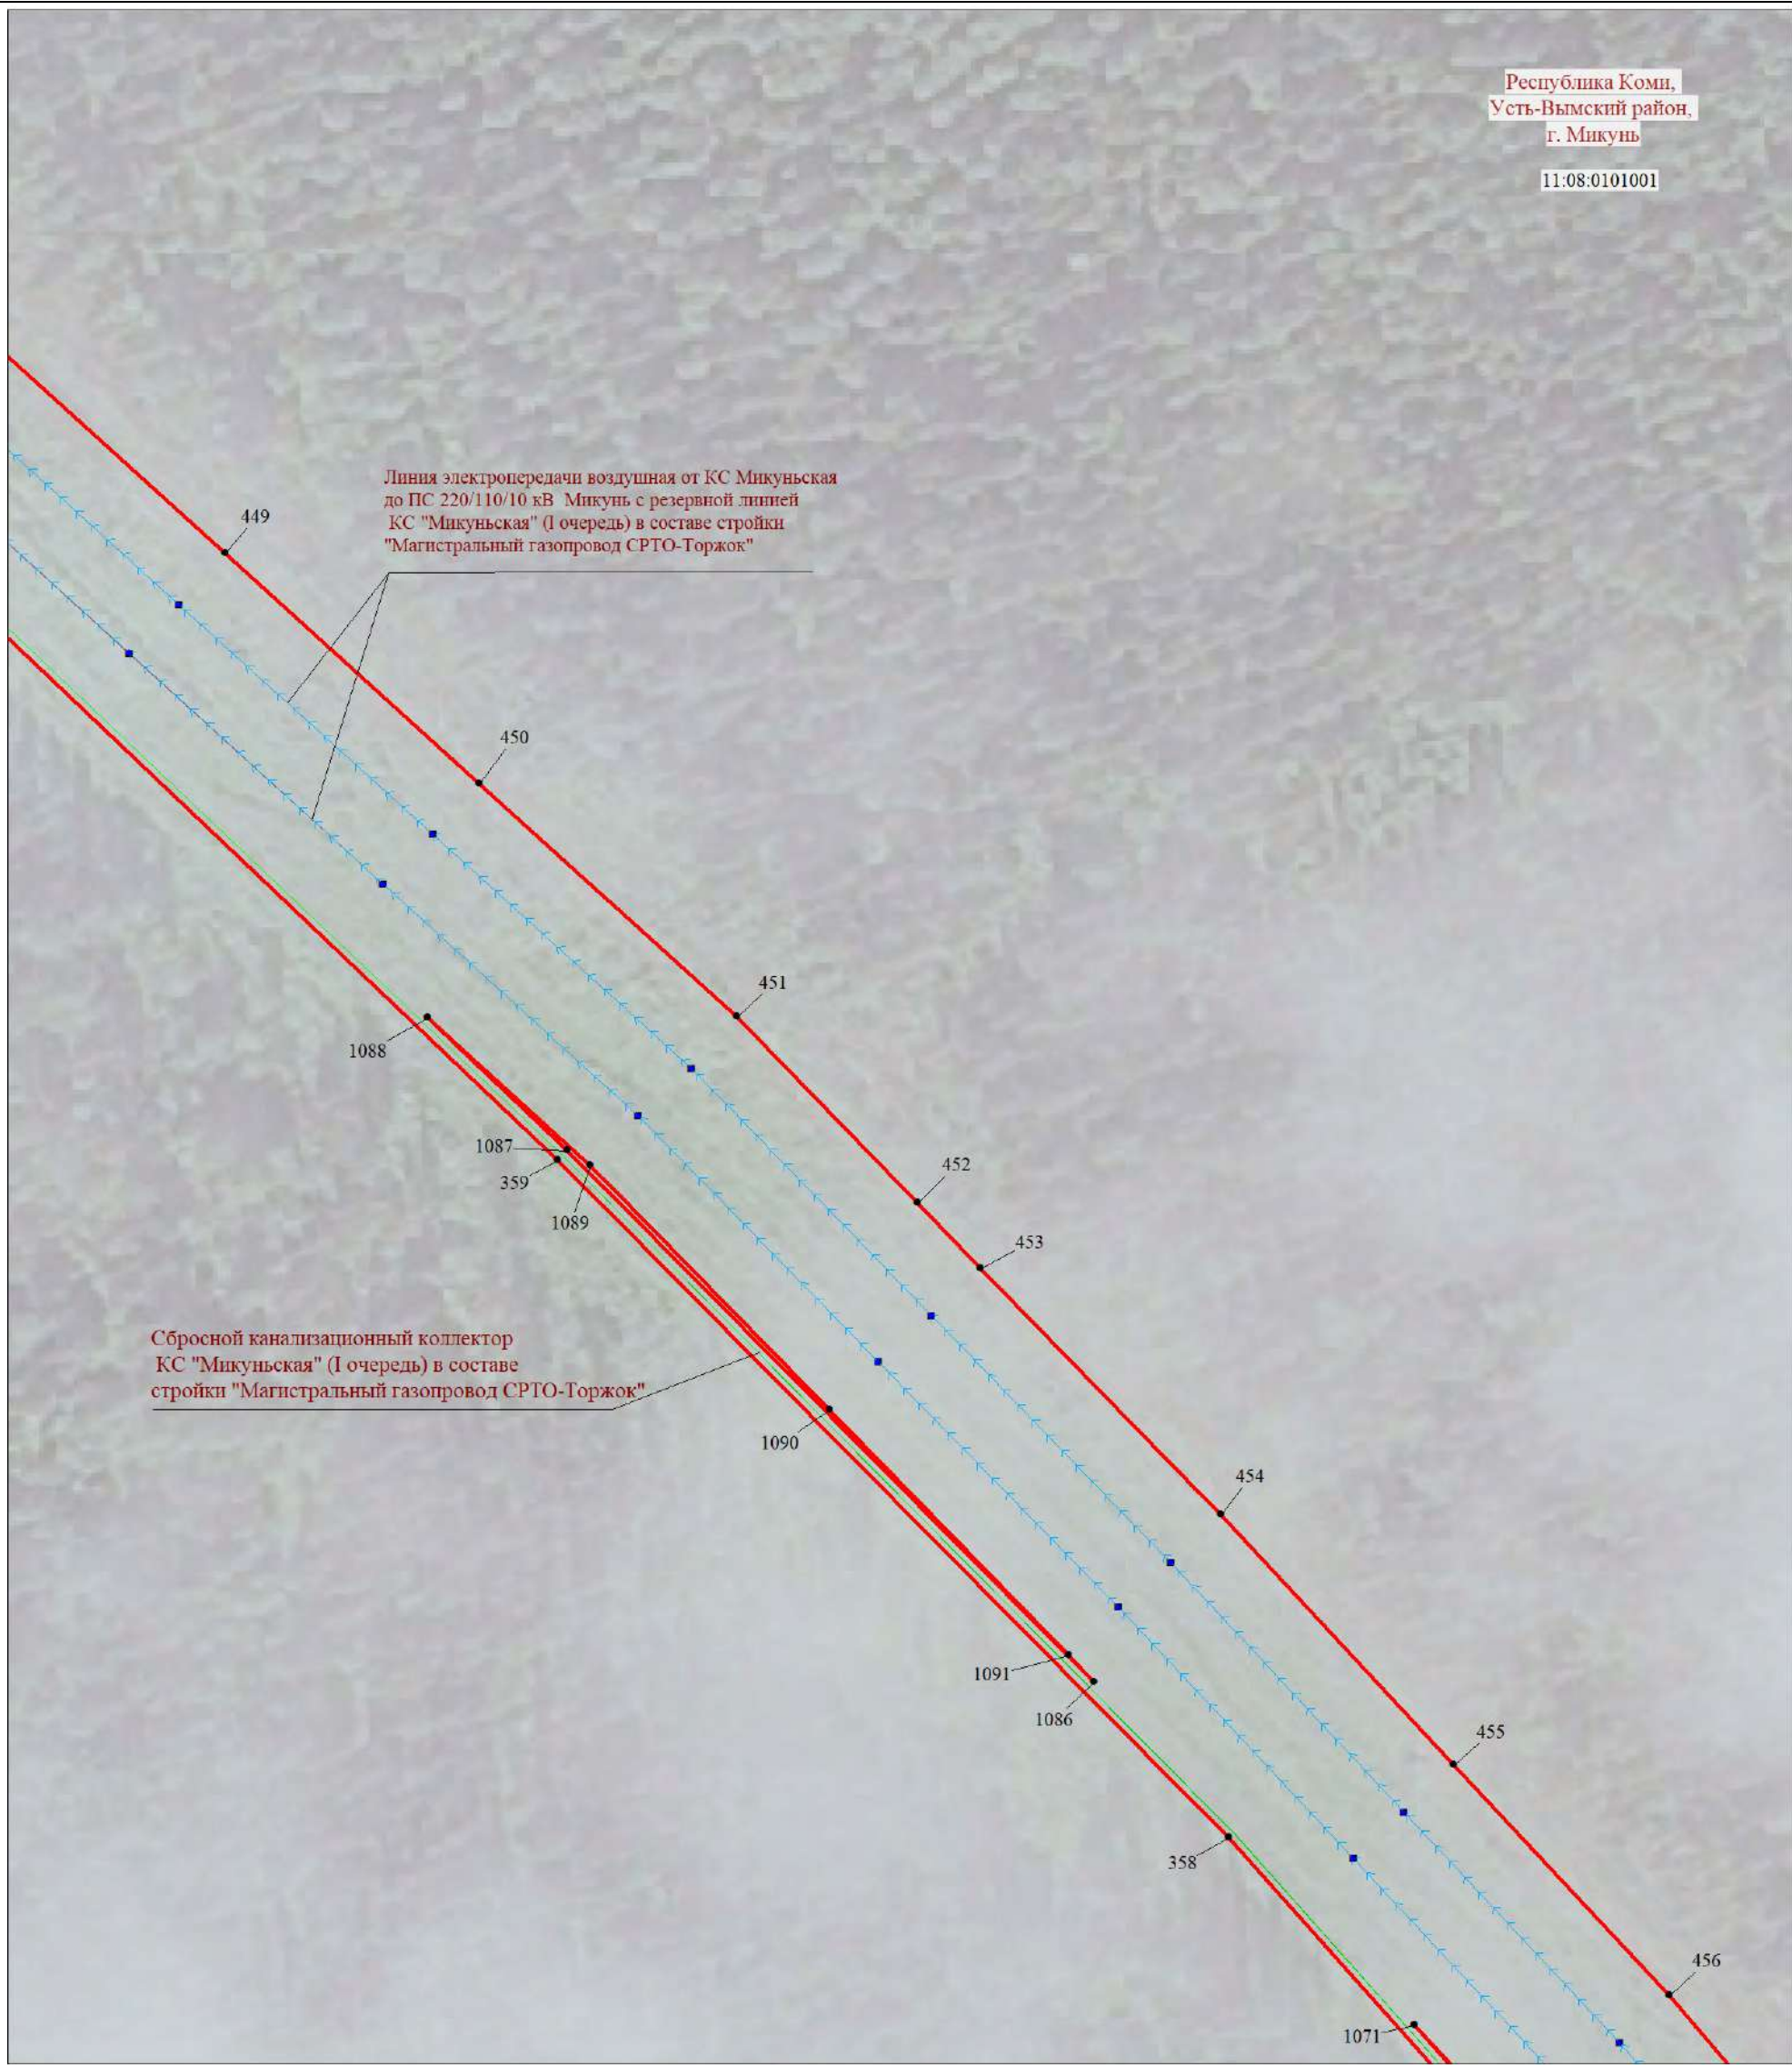 Республика Коми,
Усть-Вымский район,
г. Микунь
11:08:0101001
Линия электропередачи воздушная от КС Микуньская
до ПС 220/110/10 кВ Микунь с резервной линией
КС "Микуньская" (I очередь) в составе стройки
"Магистральный газопровод СРТО-Торжок"
449
450
451
1088
1087
359
1089
452
453
Сбросной канализационный коллектор
КС "Микуньская" (I очередь) в составе
стройки "Магистральный газопровод СРТО-Торжок"
1090
454
1091
1086
455
358
456
1071